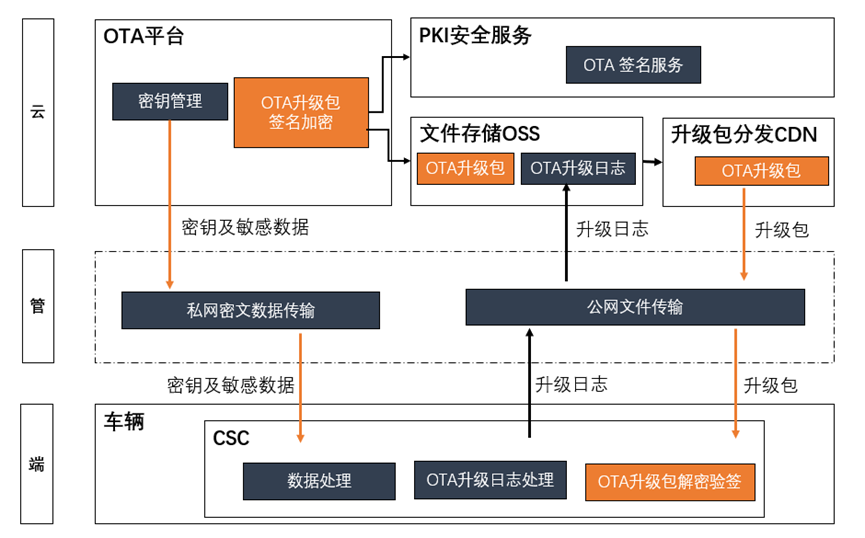 云
OTA平台
密钥管理
OTA升级包
签名加密
PKI安全服务
OTA 签名服务
文件存储OSS
OTA升级包
OTA升级日志
升级包分发CDN
OTA升级包
密钥及敏感数据
升级日志
升级包
管
私网密文数据传输
公网文件传输
密钥及敏感数据
升级日志
升级包
端
车辆
CSC
数据处理
OTA升级日志处理
OTA升级包解密验签